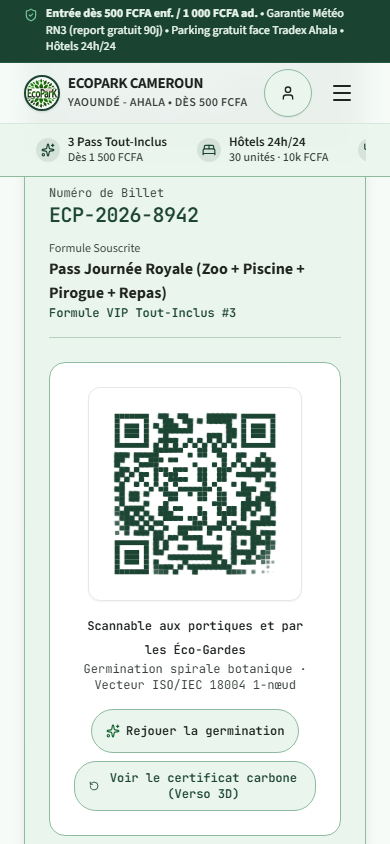 Entrée dès 500 FCFA enf. / 1 000 FCFA ad. • Garantie Météo
RN3 (report gratuit 90j) • Parking gratuit face Tradex Ahala •
Hôtels 24h/24
EcoParK
ECOPARK CAMEROUN
YAOUNDÉ - AHALA • DÈS 500 FCFA
3 Pass Tout-Inclus
Dès 1 500 FCFA
Hôtels 24h/24
30 unités · 10k FCFA
Numéro de Billet
ECP-2026-8942
Formule Souscrite
Pass Journée Royale (Zoo + Piscine +
Pirogue + Repas)
Formule VIP Tout-Inclus #3
Scannable aux portiques et par
les Éco-Gardes
Germination spirale botanique ·
Vecteur ISO/IEC 18004 1-nœud
Rejouer la germination
Voir le certificat carbone
(Verso 3D)